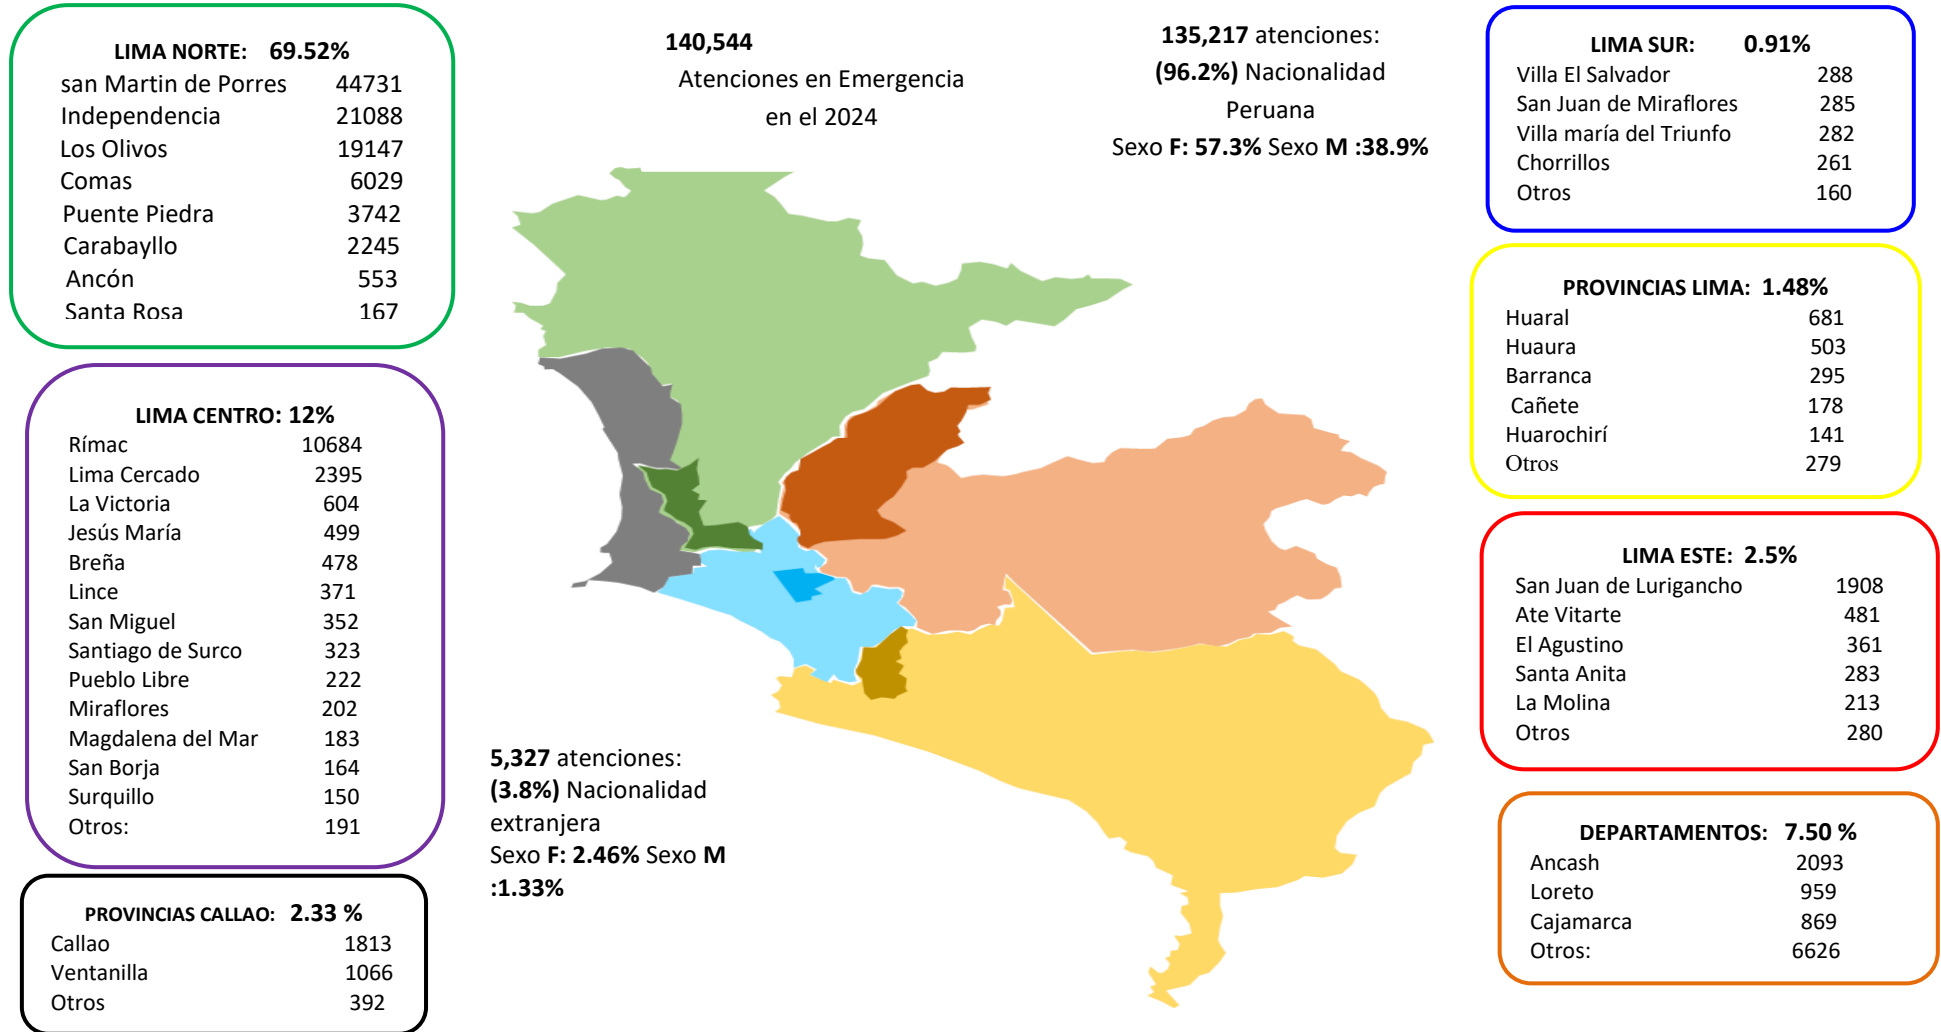 LIMA NORTE: 69.52%
san Martin de Porres 44731
Independencia 21088
Los Olivos 19147
Comas 6029
Puente Piedra 3742
Carabayllo 2245
Ancón 553
Santa Rosa 167
LIMA CENTRO: 12%
Rímac 10684
Lima Cercado 2395
La Victoria 604
Jesús María 499
Breña 478
Lince 371
San Miguel 352
Santiago de Surco 323
Pueblo Libre 222
Miraflores 202
Magdalena del Mar 183
San Borja 164
Surquillo 150
Otros: 191
PROVINCIAS CALLAO: 2.33 %
Callao 1813
Ventanilla 1066
Otros 392
140,544
Atenciones en Emergencia
en el 2024
135,217 atenciones:
(96.2%) Nacionalidad
Peruana
Sexo F: 57.3% Sexo M :38.9%
5,327 atenciones:
(3.8%) Nacionalidad
extranjera
Sexo F: 2.46% Sexo M
:1.33%
LIMA SUR: 0.91%
Villa El Salvador 288
San Juan de Miraflores 285
Villa maría del Triunfo 282
Chorrillos 261
Otros 160
PROVINCIAS LIMA: 1.48%
Huaral 681
Huaura 503
Barranca 295
Cañete 178
Huarochirí 141
Otros 279
LIMA ESTE: 2.5%
San Juan de Lurigancho 1908
Ate Vitarte 481
El Agustino 361
Santa Anita 283
La Molina 213
Otros 280
DEPARTAMENTOS: 7.50 %
Ancash 2093
Loreto 959
Cajamarca 869
Otros: 6626